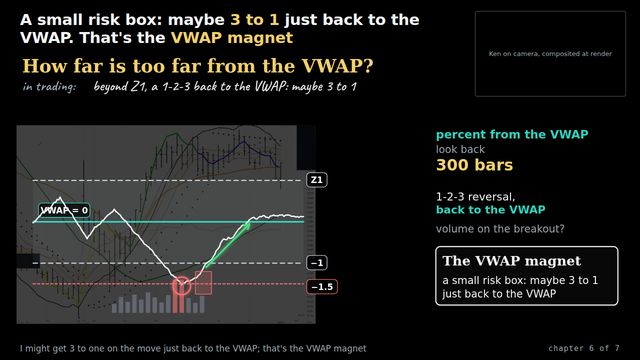 A small risk box: maybe 3 to 1 just back to the
VWAP. That's the VWAP magnet
How far is too far from the VWAP?
in trading: beyond Z1, a 1-2-3 back to the VWAP: maybe 3 to 1
Ken on camera, composited at render
Z1
VWAP = 0
−1
−1.5
percent from the VWAP
look back
300 bars
1-2-3 reversal,
back to the VWAP
volume on the breakout?
The VWAP magnet
a small risk box: maybe 3 to 1
just back to the VWAP
I might get 3 to one on the move just back to the VWAP; that's the VWAP magnet
chapter 6 of 7